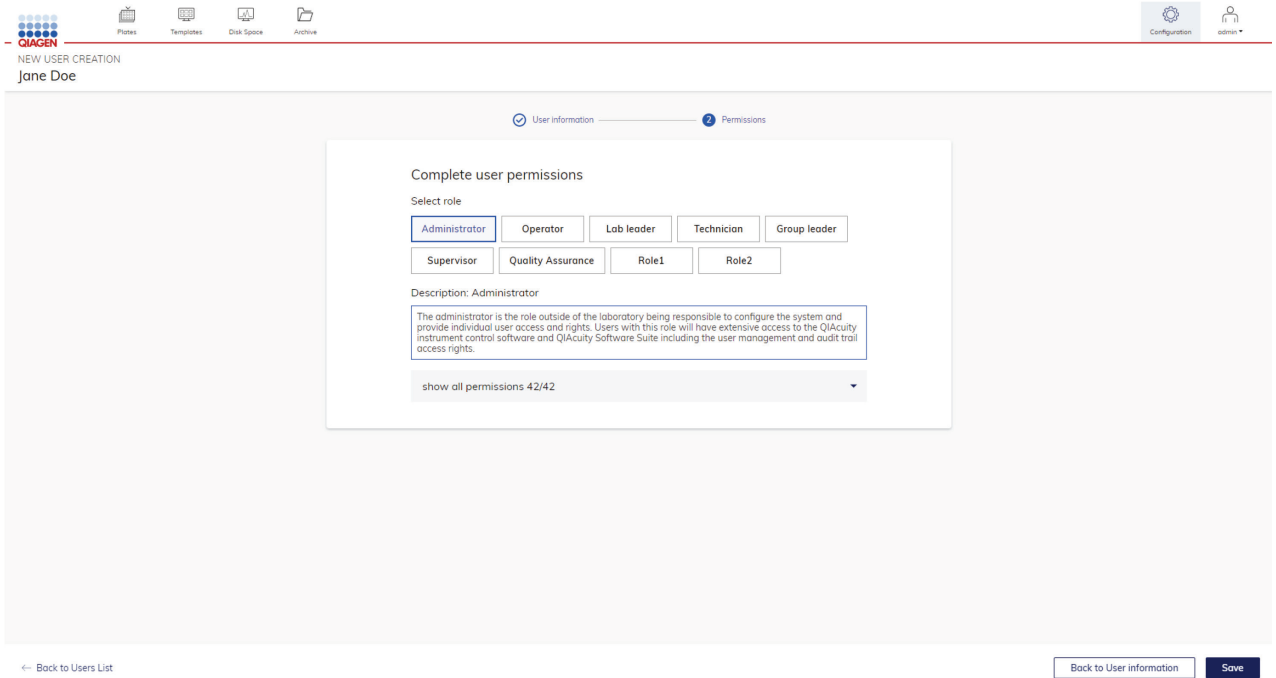 Plates
Templates
Disk Space
Archive
Configuration
admin
QIAGEN
NEW USER CREATION
Jane Doe
User information
2 Permissions
Complete user permissions
Select role
Administrator
Operator
Lab leader
Technician
Group leader
Supervisor
Quality Assurance
Role1
Role2
Description: Administrator
The administrator is the role outside of the laboratory being responsible to configure the system and
provide individual user access and rights. Users with this role will have extensive access to the QIAcuity
instrument control software and QIAcuity Software Suite including the user management and audit trail
access rights.
show all permissions 42/42
← Back to Users List
Back to User information
Save